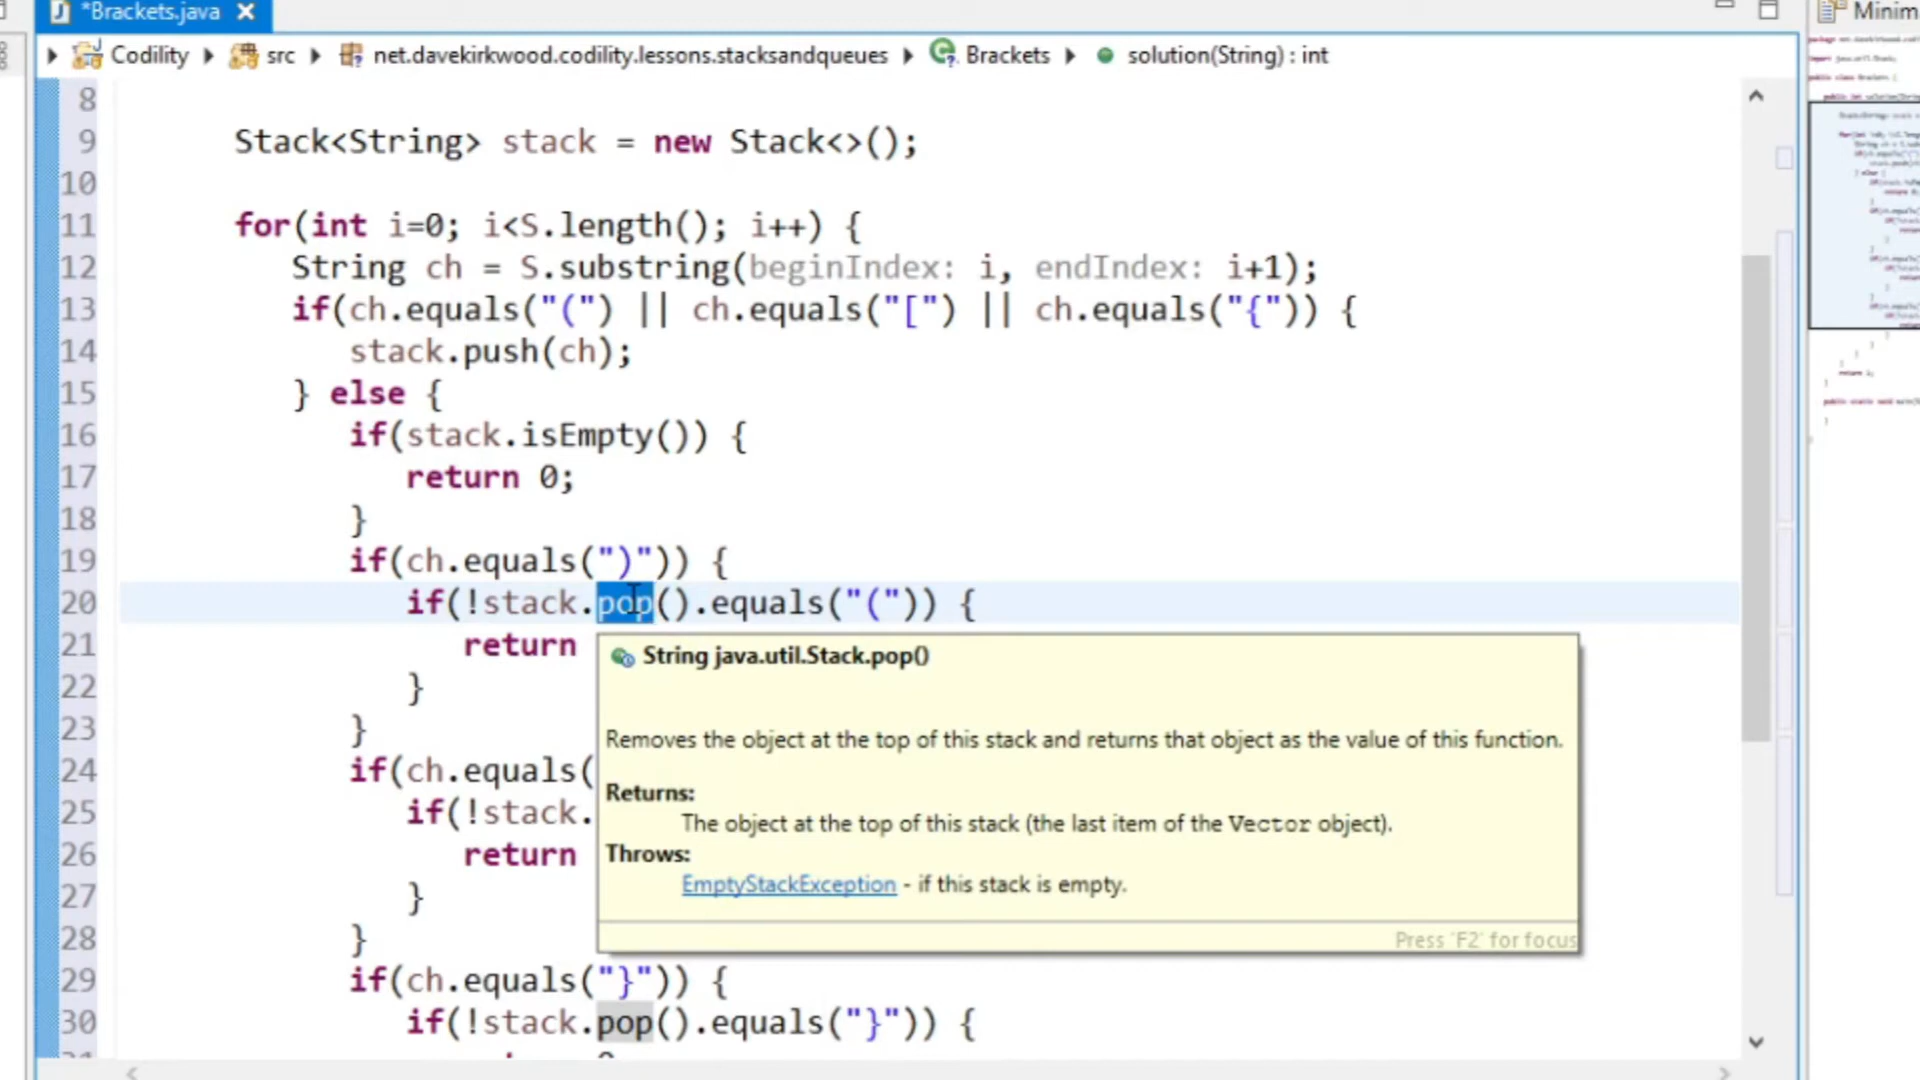 *Brackets.java
Minim
Codility src net.davekirkwood.codility.lessons.stacksandqueues Brackets solution(String) : int
8
9 Stack<String> stack = new Stack<>();
10
11 for(int i=0; i<S.length(); i++) {
12 String ch = S.substring(beginIndex: i, endIndex: i+1);
13 if(ch.equals("(") || ch.equals("[") || ch.equals("{")) {
14 stack.push(ch);
15 } else {
16 if(stack.isEmpty()) {
17 return 0;
18 }
19 if(ch.equals(")")) {
20 if(!stack.pop().equals("(")) {
21 return
22 }
23 }
24 if(ch.equals(
25 if(!stack.
26 return
27 }
28 }
29 if(ch.equals("}")) {
30 if(!stack.pop().equals("}")) {
String java.util.Stack.pop()
Removes the object at the top of this stack and returns that object as the value of this function.
Returns:
The object at the top of this stack (the last item of the Vector object).
Throws:
EmptyStackException - if this stack is empty.
Press 'F2' for focus